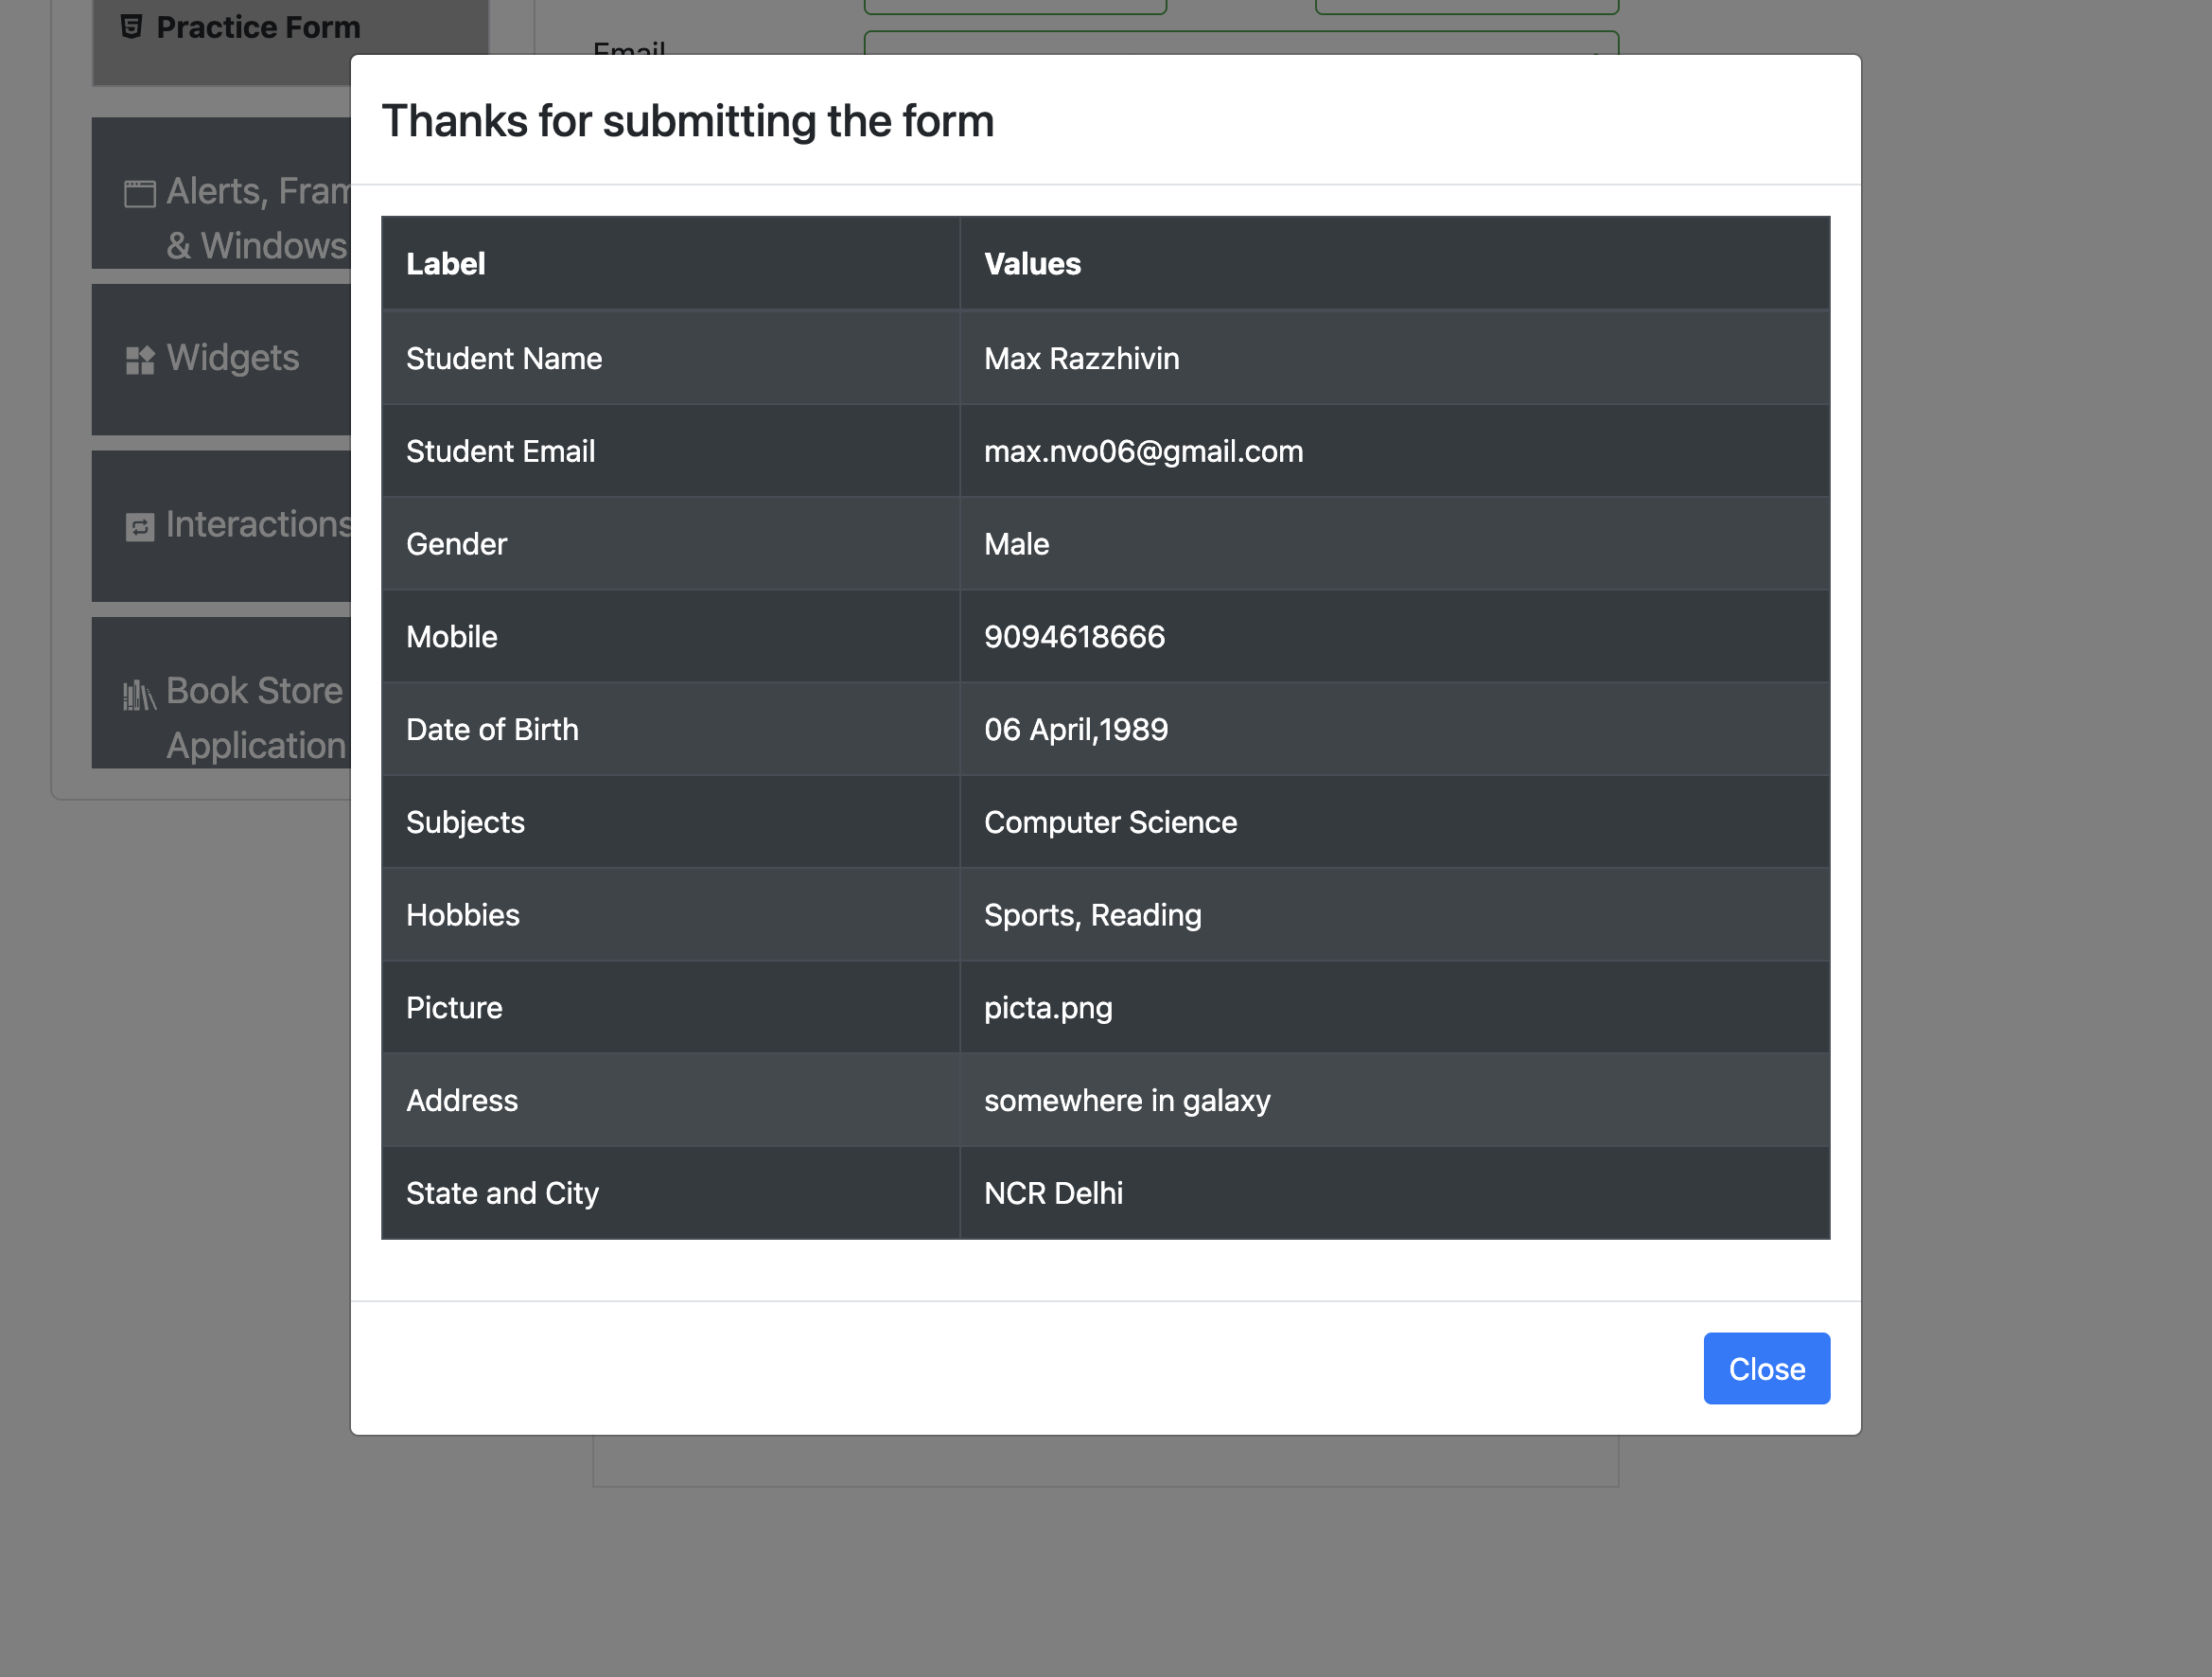 Practice Form
Email
Alerts, Fram
& Windows
Widgets
Interactions
Book Store
Application
Thanks for submitting the form
Label Values
Student Name Max Razzhivin
Student Email max.nvo06@gmail.com
Gender Male
Mobile 9094618666
Date of Birth 06 April,1989
Subjects Computer Science
Hobbies Sports, Reading
Picture picta.png
Address somewhere in galaxy
State and City NCR Delhi
Close